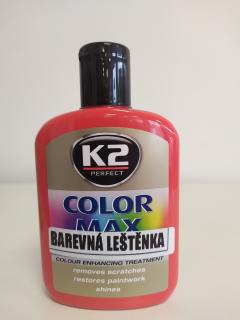 K2
PERFECT
COLOR
MAX
BAREVNÁ LEŠTĚNKA
COLOUR ENHANCING TREATMENT
removes scratches
restores paintwork
shines